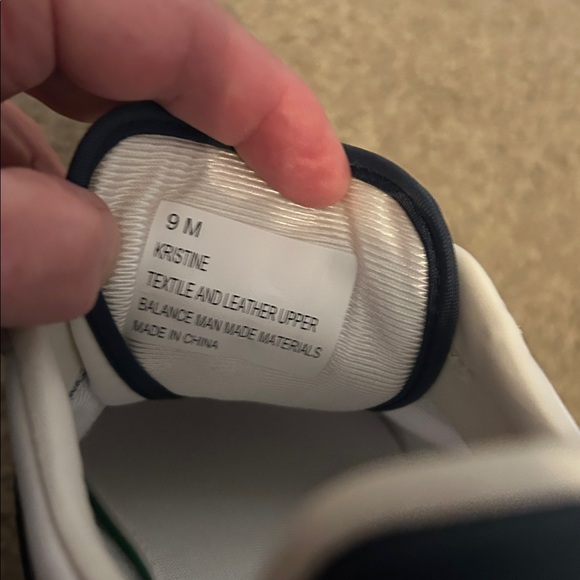 9 M
KRISTINE
TEXTILE AND LEATHER UPPER
BALANCE MAN MADE MATERIALS
MADE IN CHINA